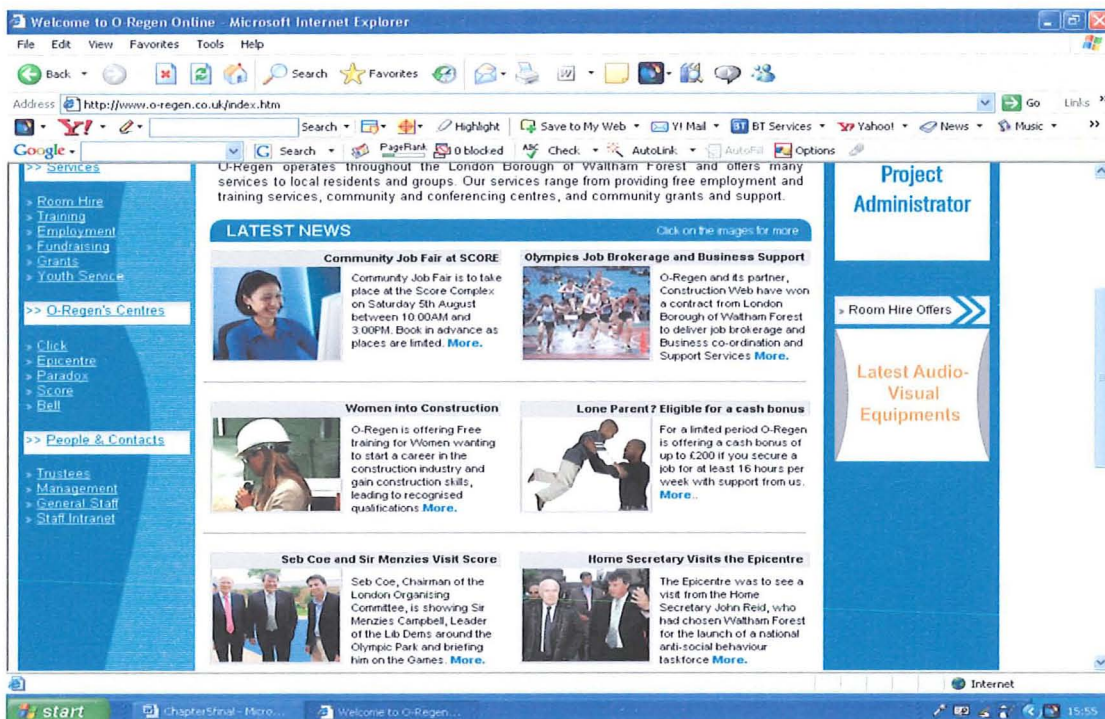 Welcome to O-Regen Online - Microsoft Internet Explorer
File Edit View Favorites Tools Help
Back Search Favorites
Address http://www.o-regen.co.uk/index.htm Go Links »
Y! Search Highlight Save to My Web Y! Mail BT BT Services Yahoo! News Music »
Google G Search PageRank 0 blocked ABC Check AutoLink AutoFill Options
>> Services
» Room Hire
» Training
» Employment
» Fundraising
» Grants
» Youth Service
>> O-Regen's Centres
» Click
» Epicentre
» Paradox
» Score
» Bell
>> People & Contacts
» Trustees
» Management
» General Staff
» Staff Intranet
O-Regen operates throughout the London Borough of Waltham Forest and offers many
services to local residents and groups. Our services range from providing free employment and
training services, community and conferencing centres, and community grants and support.
LATEST NEWS Click on the images for more
Community Job Fair at SCORE
Community Job Fair is to take
place at the Score Complex
on Saturday 5th August
between 10:00AM and
3:00PM. Book in advance as
places are limited. More.
Olympics Job Brokerage and Business Support
O-Regen and its partner,
Construction Web have won
a contract from London
Borough of Waltham Forest
to deliver job brokerage and
Business co-ordination and
Support Services More.
Women into Construction
O-Regen is offering Free
training for Women wanting
to start a career in the
construction industry and
gain construction skills,
leading to recognised
qualifications More.
Lone Parent? Eligible for a cash bonus
For a limited period O-Regen
is offering a cash bonus of
up to £200 if you secure a
job for at least 16 hours per
week with support from us.
More..
Seb Coe and Sir Menzies Visit Score
Seb Coe, Chairman of the
London Organising
Committee, is showing Sir
Menzies Campbell, Leader
of the Lib Dems around the
Olympic Park and briefing
him on the Games. More.
Home Secretary Visits the Epicentre
The Epicentre was to see a
visit from the Home
Secretary John Reid, who
had chosen Waltham Forest
for the launch of a national
anti-social behaviour
taskforce More.
Project
Administrator
» Room Hire Offers
Latest Audio-
Visual
Equipments
Internet
start Chapter5final - Micro... Welcome to O-Regen... 15:55